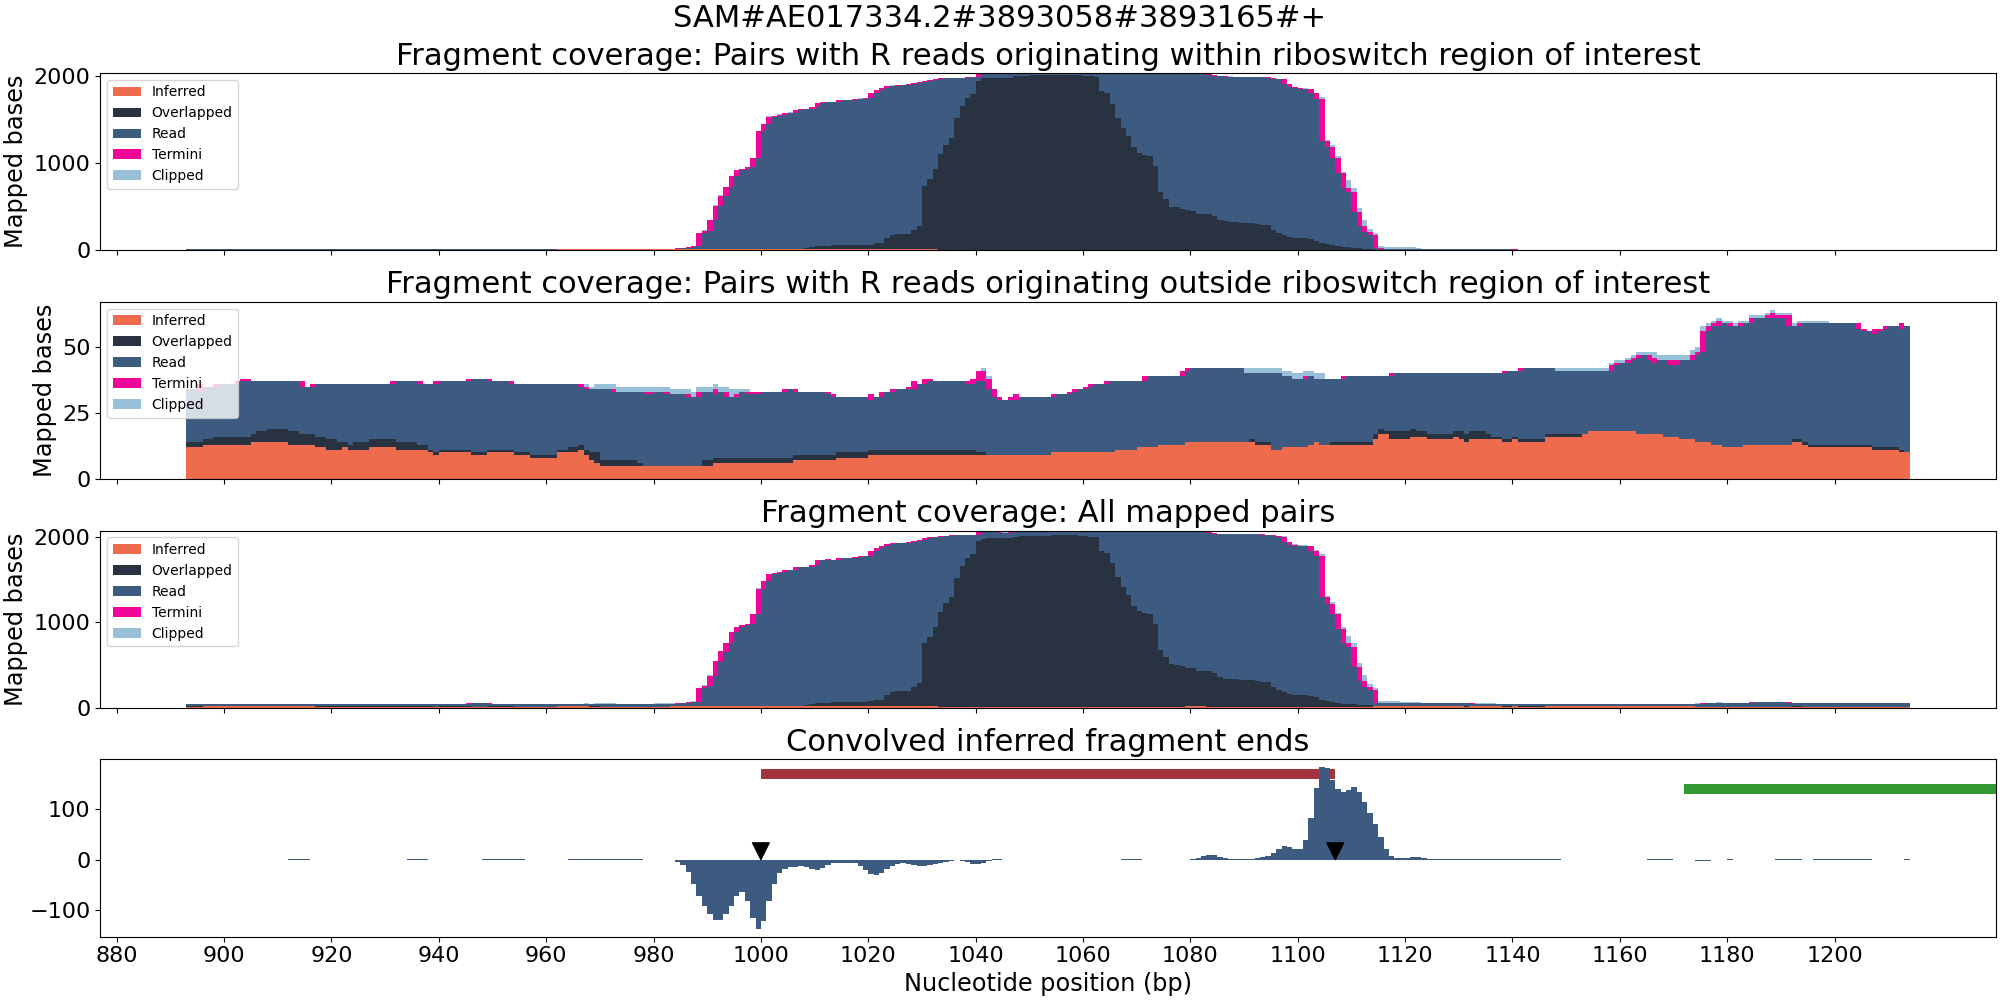 SAM#AE017334.2#3893058#3893165#+
Fragment coverage: Pairs with R reads originating within riboswitch region of interest
Mapped bases
2000
1000
0
Inferred
Overlapped
Read
Termini
Clipped
Fragment coverage: Pairs with R reads originating outside riboswitch region of interest
Mapped bases
50
25
0
Inferred
Overlapped
Read
Termini
Clipped
Fragment coverage: All mapped pairs
Mapped bases
2000
1000
0
Inferred
Overlapped
Read
Termini
Clipped
Convolved inferred fragment ends
100
0
−100
880 900 920 940 960 980 1000 1020 1040 1060 1080 1100 1120 1140 1160 1180 1200
Nucleotide position (bp)